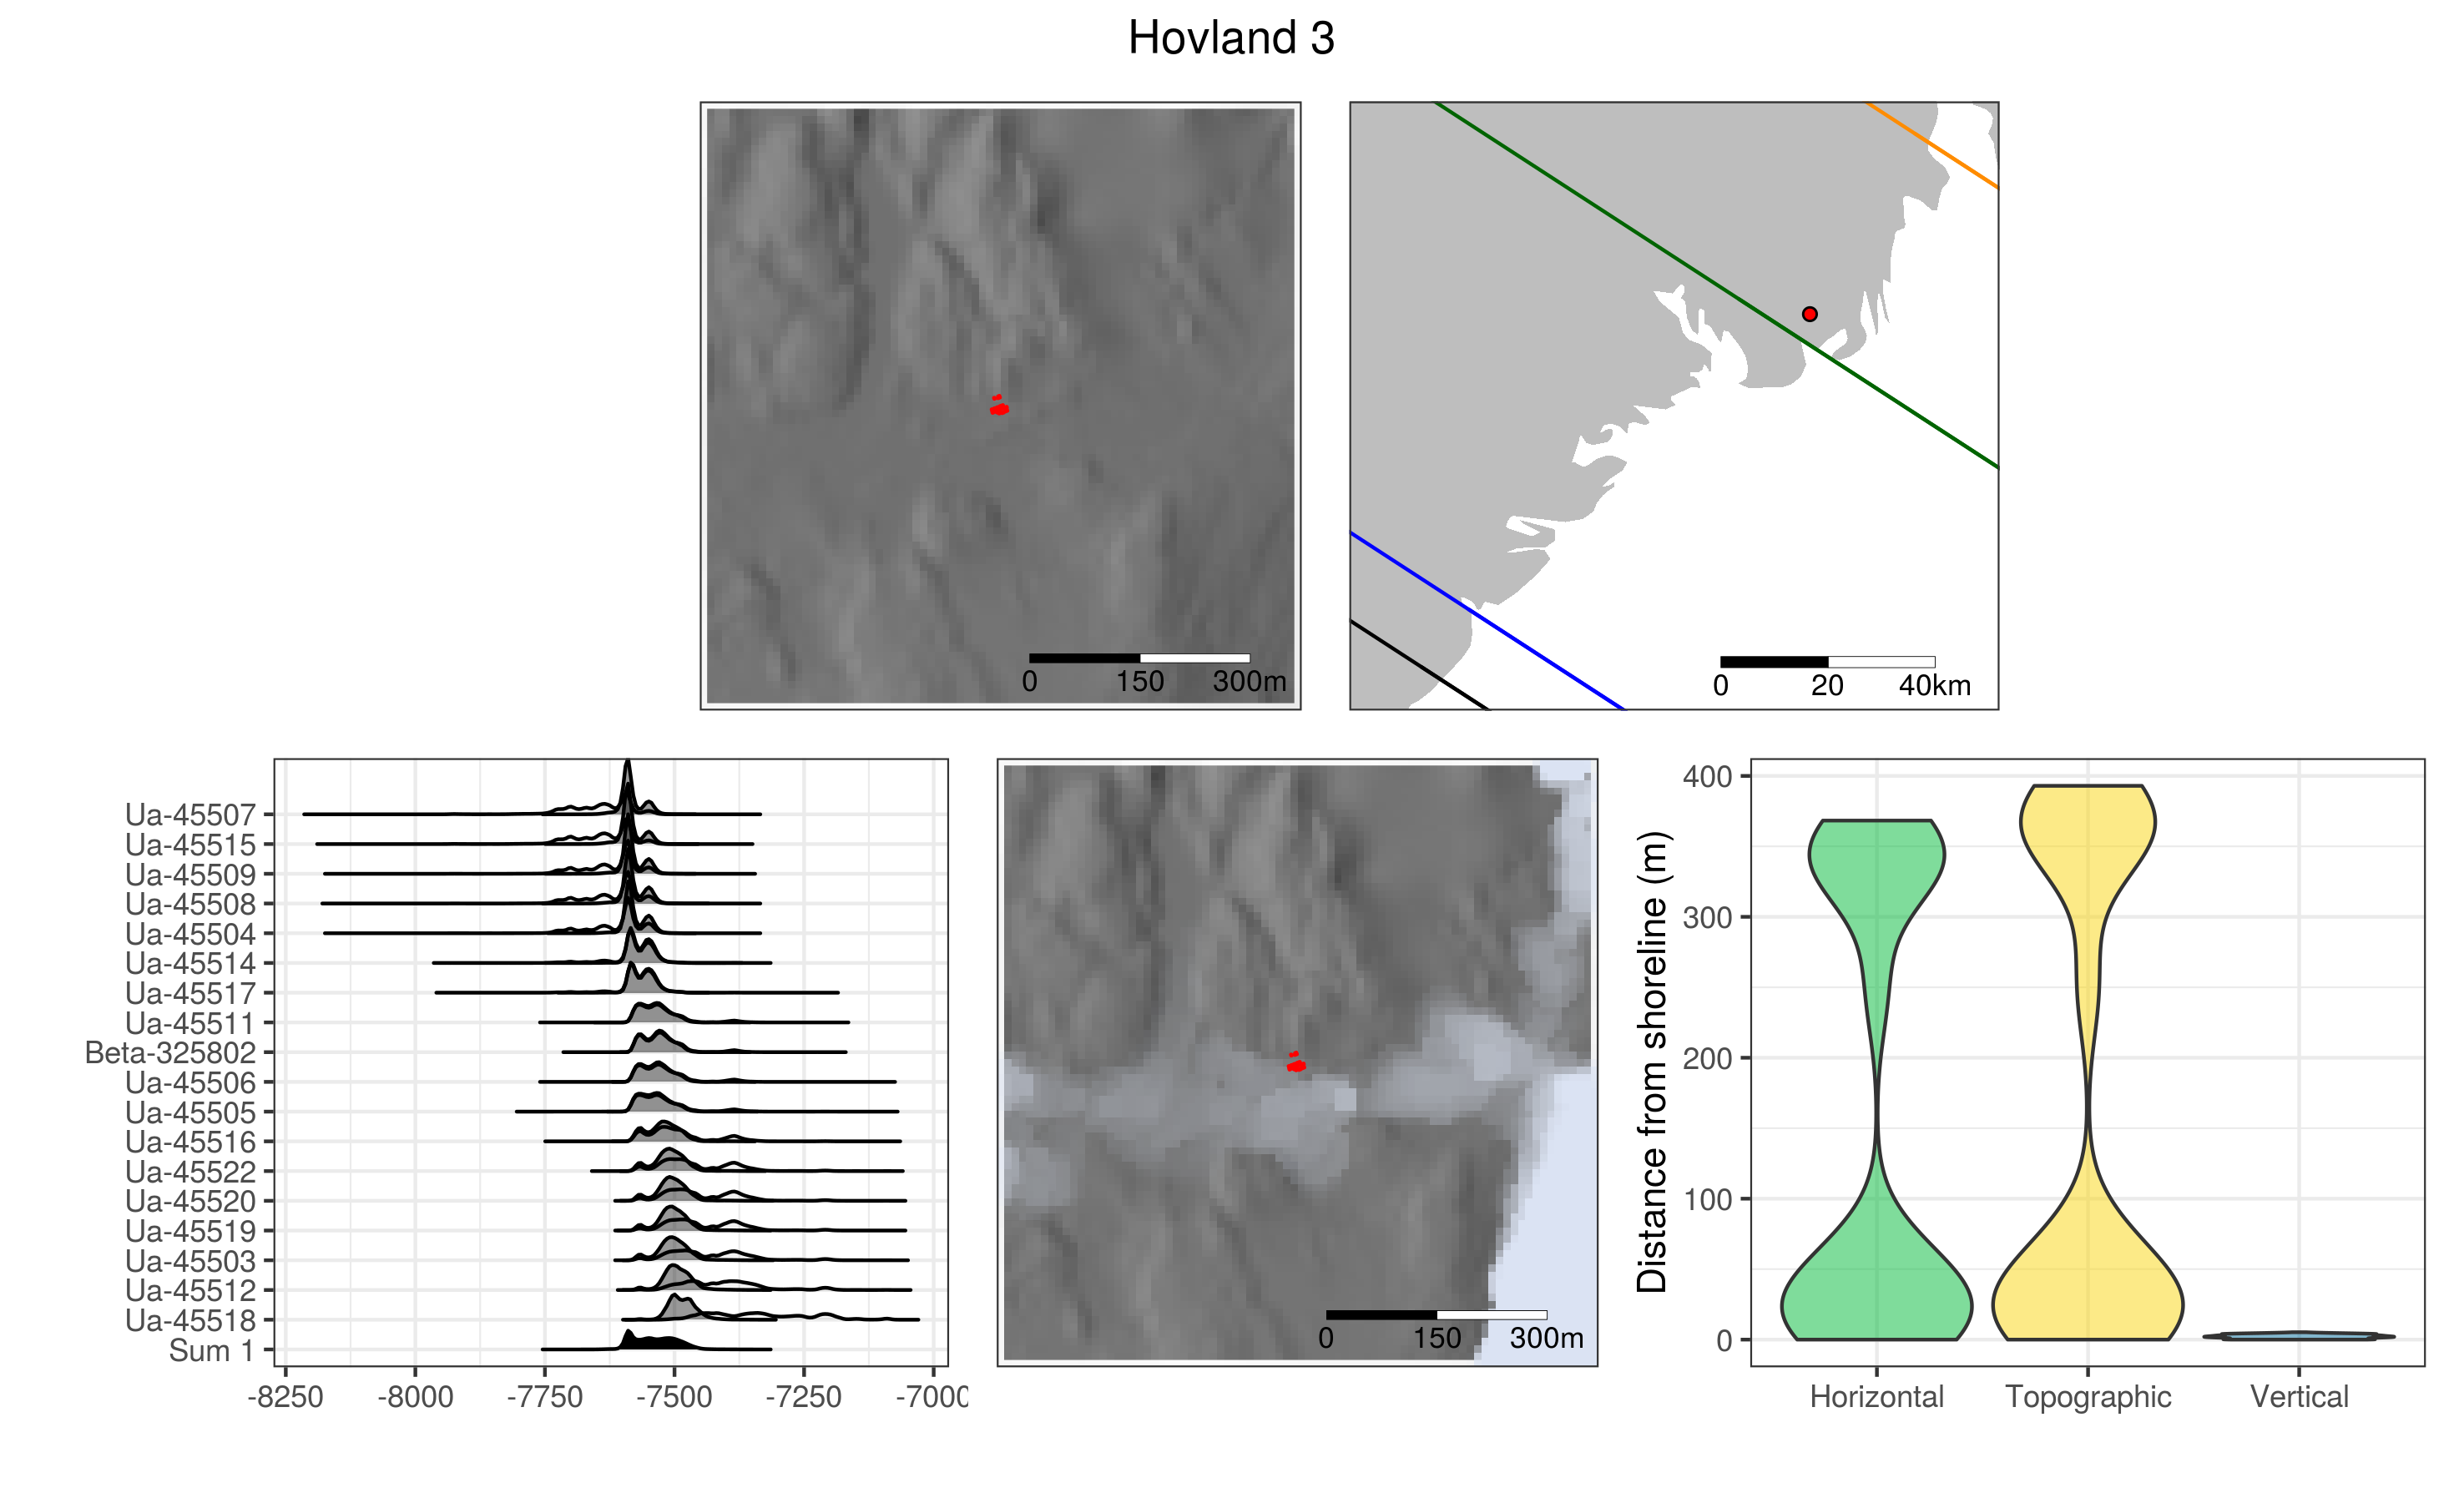 Hovland 3
0 150 300m
0 20 40km
Ua-45507
Ua-45515
Ua-45509
Ua-45508
Ua-45504
Ua-45514
Ua-45517
Ua-45511
Beta-325802
Ua-45506
Ua-45505
Ua-45516
Ua-45522
Ua-45520
Ua-45519
Ua-45503
Ua-45512
Ua-45518
Sum 1
-8250 -8000 -7750 -7500 -7250 -7000
0 150 300m
Distance from shoreline (m)
400
300
200
100
0
Horizontal Topographic Vertical